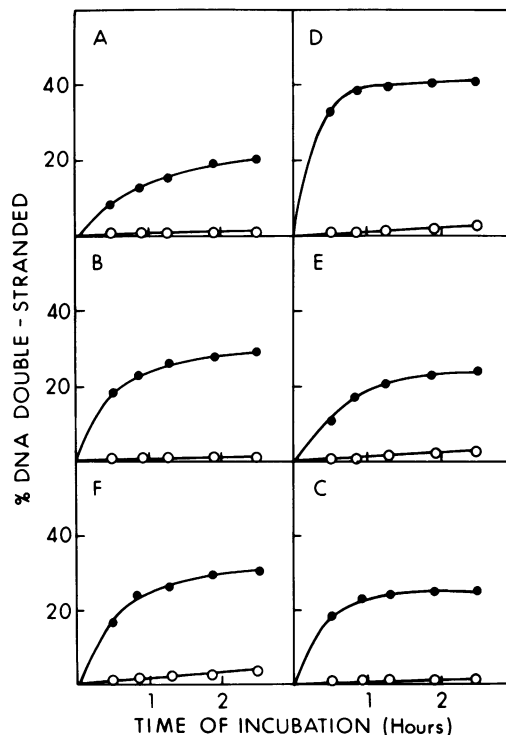 A
D
40
20
B
E
40
20
F
C
40
20
1
2
1
2
% DNA DOUBLE - STRANDED
TIME OF INCUBATION (Hours)